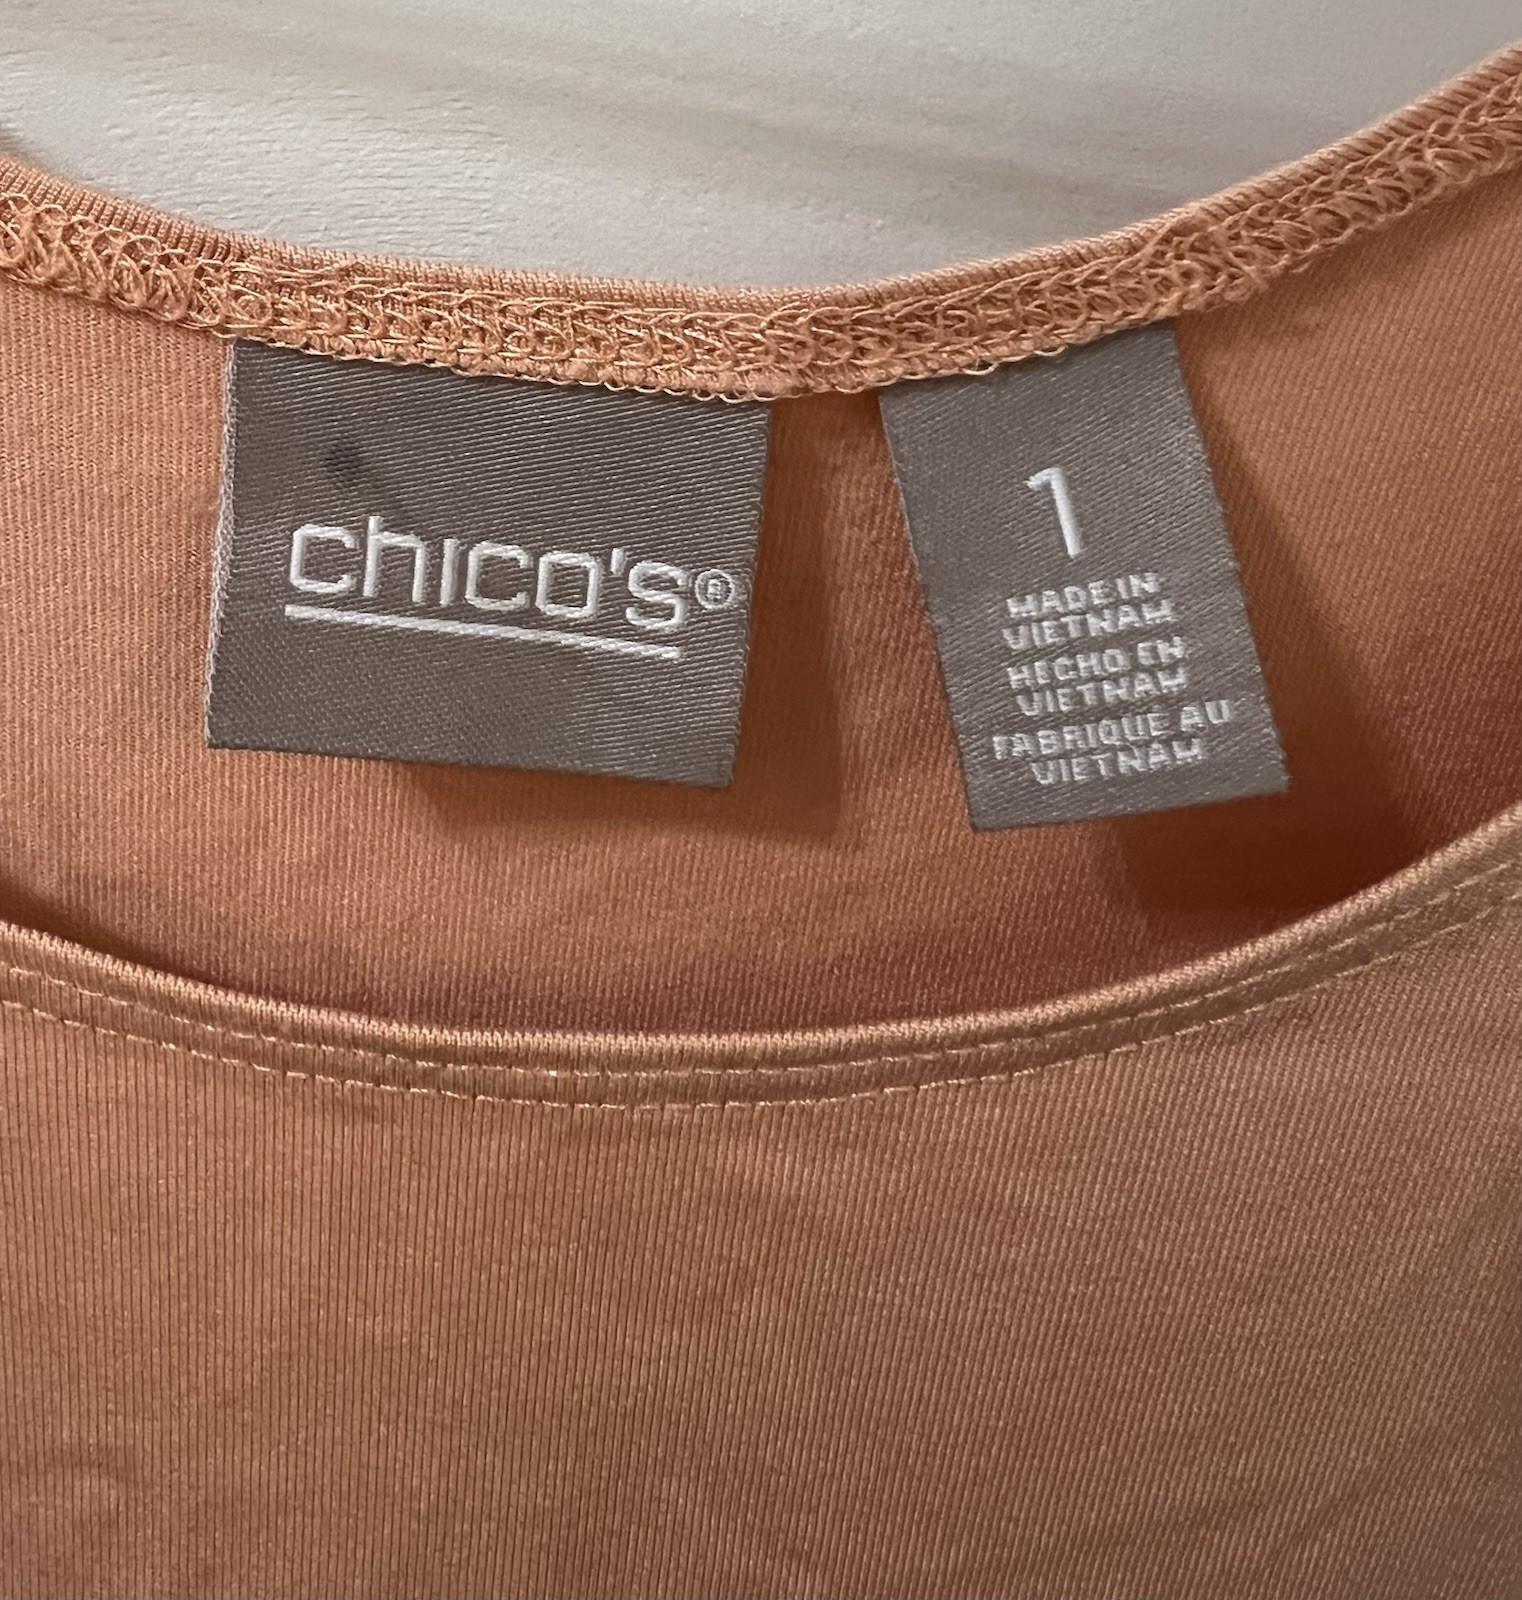 chico's®
1
MADE IN
VIETNAM
HECHO EN
VIETNAM
FABRIQUE AU
VIETNAM